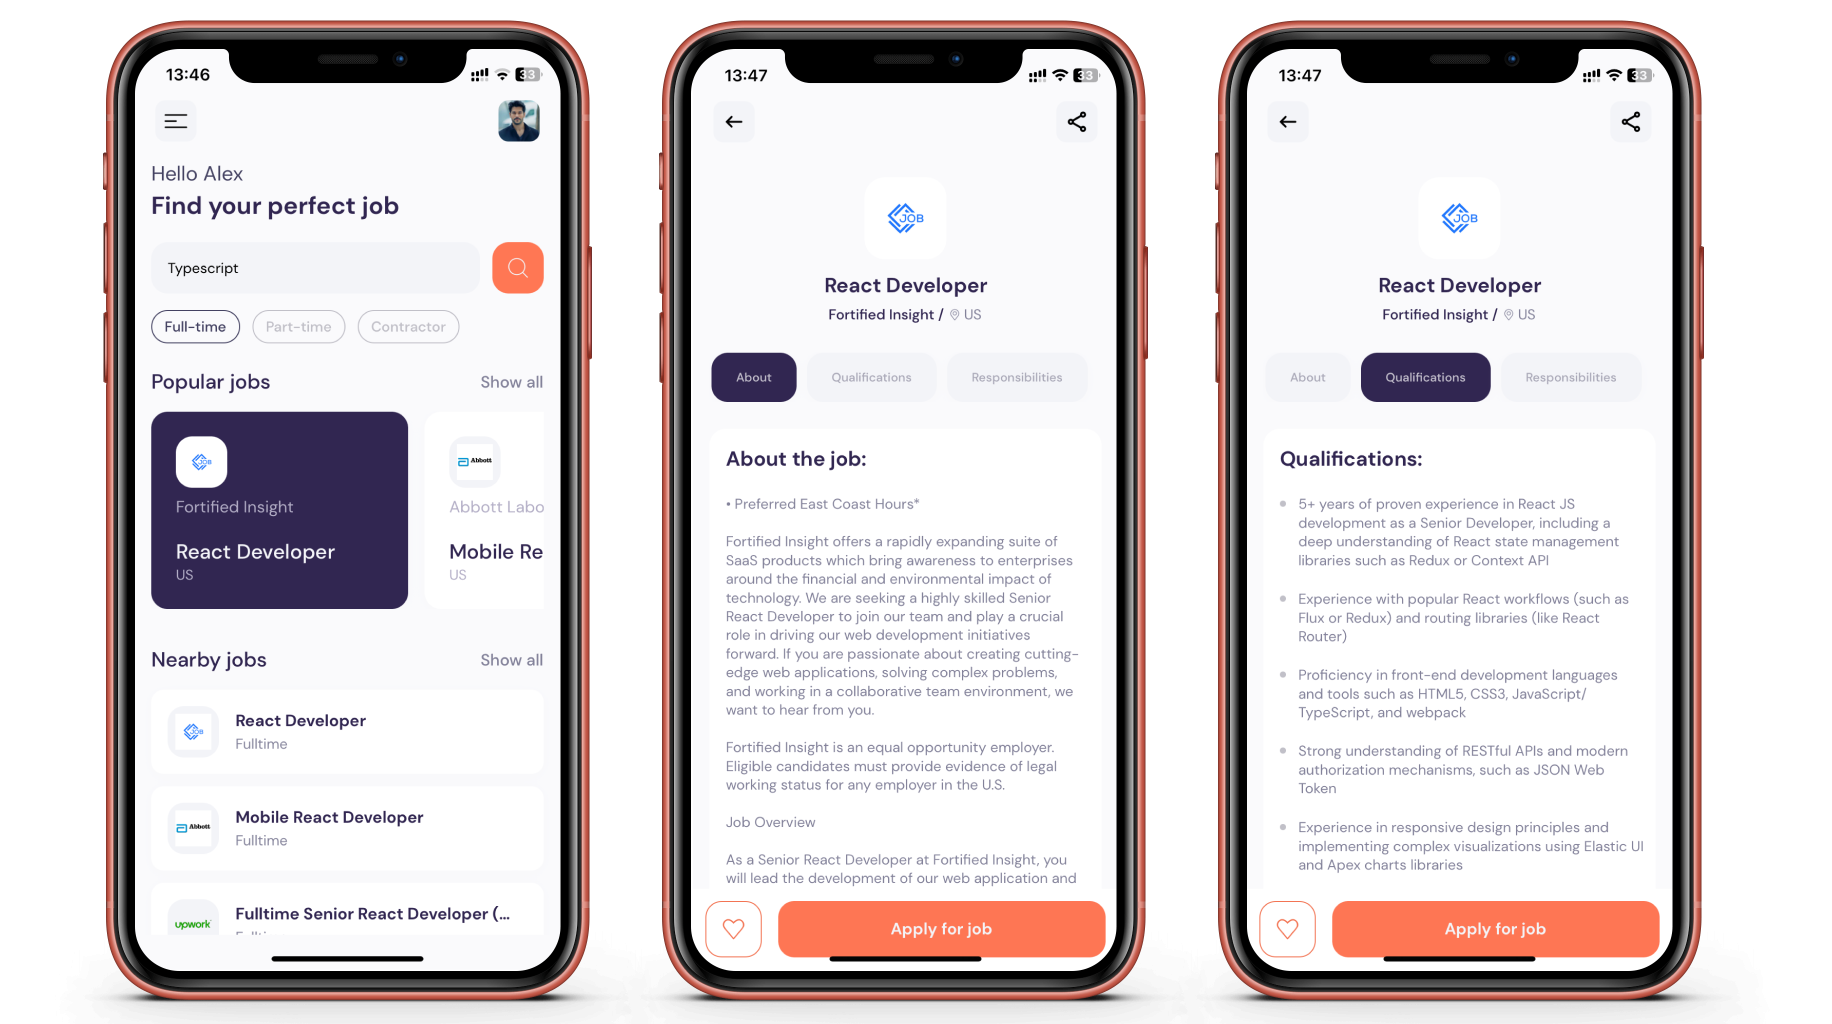 13:46
33
Hello Alex
Find your perfect job
Typescript
Full-time
Part-time
Contractor
Popular jobs
Show all
JOB
Fortified Insight
React Developer
US
Abbott
Abbott Labo
Mobile Re
US
Nearby jobs
Show all
JOB
React Developer
Fulltime
Abbott
Mobile React Developer
Fulltime
upwork
Fulltime Senior React Developer (...
13:47
33
JOB
React Developer
Fortified Insight / US
About
Qualifications
Responsibilities
About the job:
• Preferred East Coast Hours*
Fortified Insight offers a rapidly expanding suite of
SaaS products which bring awareness to enterprises
around the financial and environmental impact of
technology. We are seeking a highly skilled Senior
React Developer to join our team and play a crucial
role in driving our web development initiatives
forward. If you are passionate about creating cutting-
edge web applications, solving complex problems,
and working in a collaborative team environment, we
want to hear from you.
Fortified Insight is an equal opportunity employer.
Eligible candidates must provide evidence of legal
working status for any employer in the U.S.
Job Overview
As a Senior React Developer at Fortified Insight, you
will lead the development of our web application and
Apply for job
13:47
33
JOB
React Developer
Fortified Insight / US
About
Qualifications
Responsibilities
Qualifications:
5+ years of proven experience in React JS
development as a Senior Developer, including a
deep understanding of React state management
libraries such as Redux or Context API
Experience with popular React workflows (such as
Flux or Redux) and routing libraries (like React
Router)
Proficiency in front-end development languages
and tools such as HTML5, CSS3, JavaScript/
TypeScript, and webpack
Strong understanding of RESTful APIs and modern
authorization mechanisms, such as JSON Web
Token
Experience in responsive design principles and
implementing complex visualizations using Elastic UI
and Apex charts libraries
Apply for job